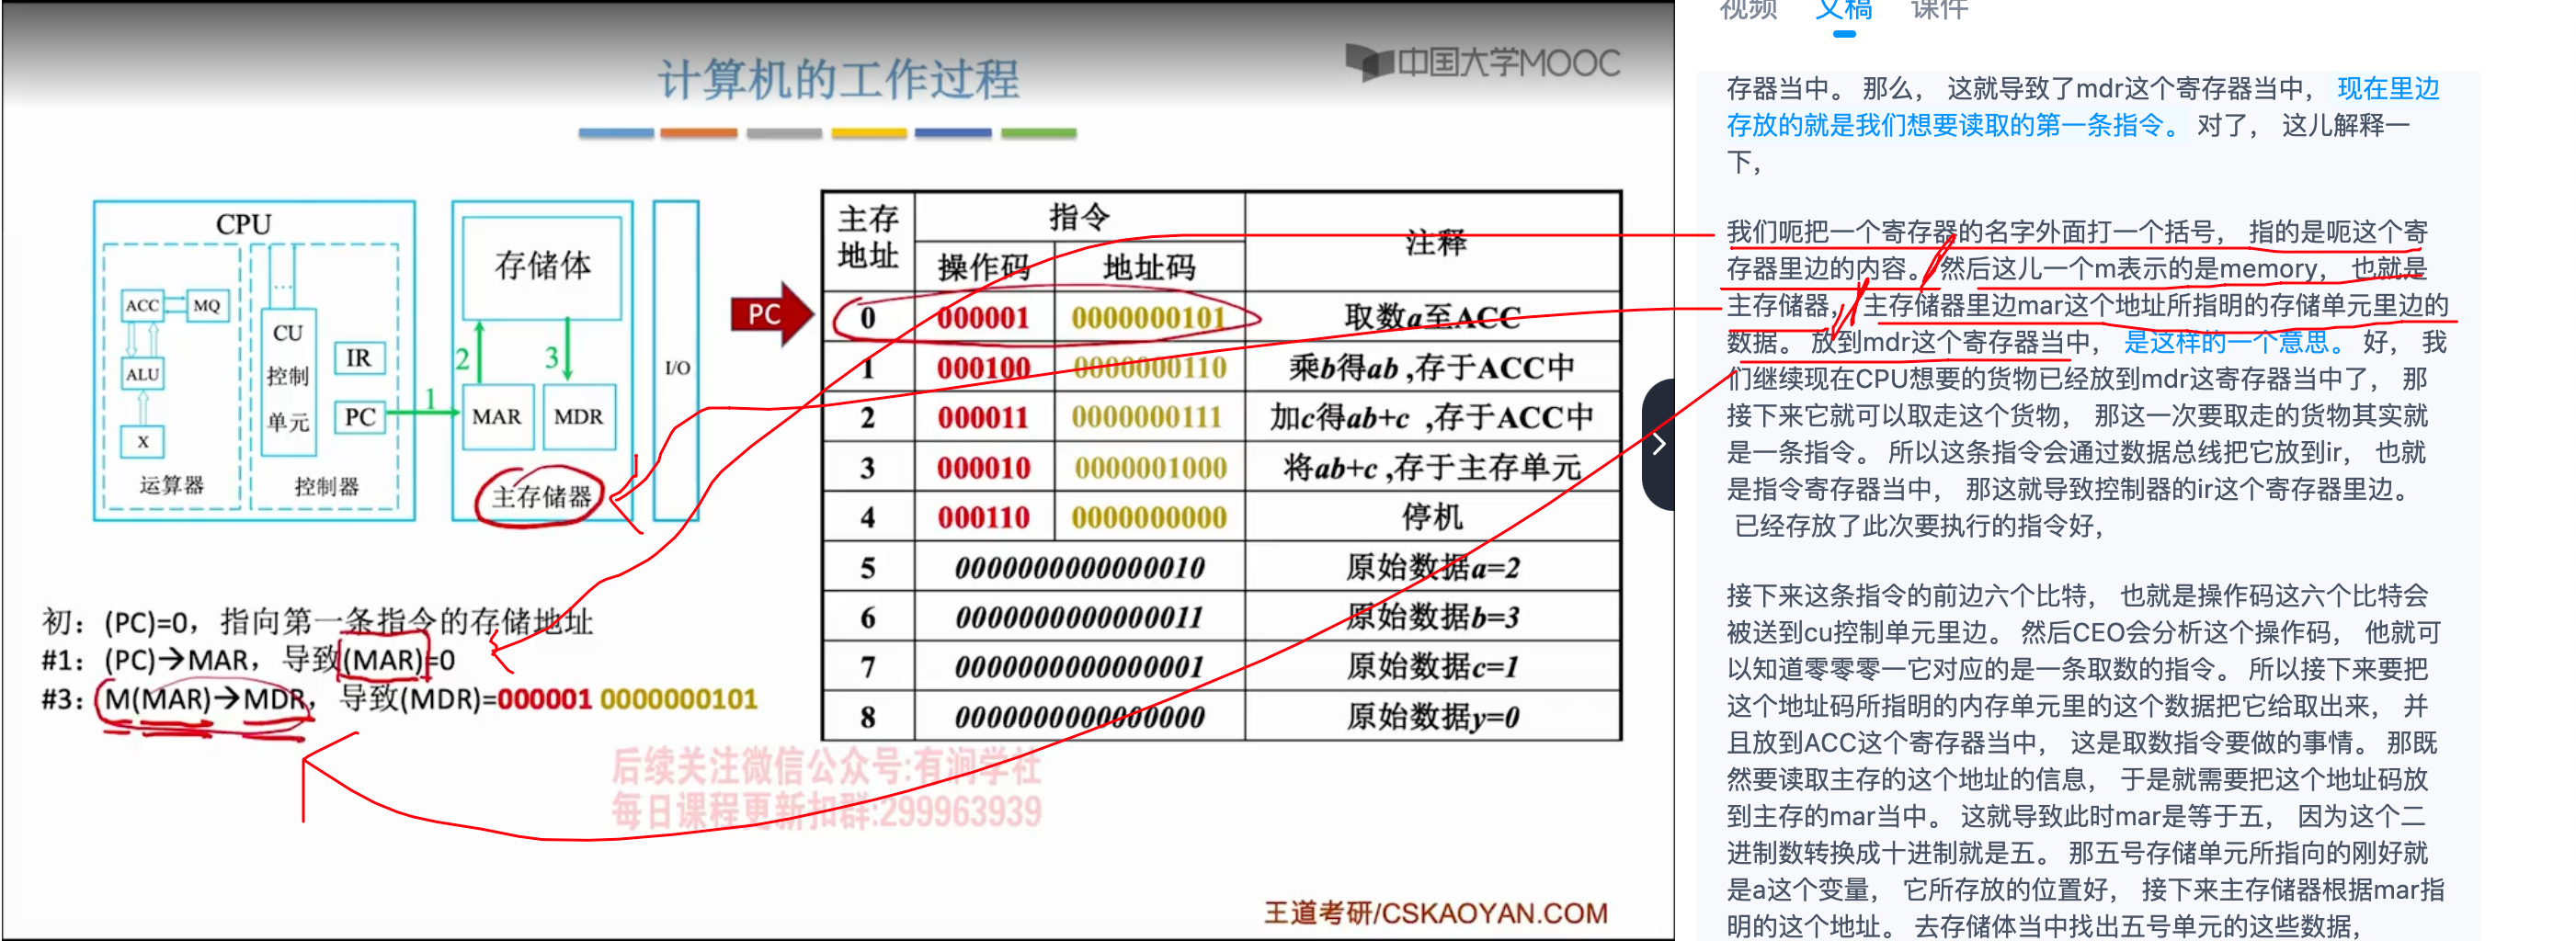 计算机的工作过程
中国大学MOOC
CPU
ACC
MQ
ALU
X
运算器
...
CU
控制
单元
IR
PC
控制器
存储体
1
2
3
MAR
MDR
主存储器
I/O
PC
主存地址 指令 注释
操作码 地址码
0 000001 0000000101 取数a至ACC
1 000100 0000000110 乘b得ab ,存于ACC中
2 000011 0000000111 加c得ab+c ,存于ACC中
3 000010 0000001000 将ab+c ,存于主存单元
4 000110 0000000000 停机
5 0000000000000010 原始数据a=2
6 0000000000000011 原始数据b=3
7 0000000000000001 原始数据c=1
8 0000000000000000 原始数据y=0
初：(PC)=0，指向第一条指令的存储地址
#1：(PC)→MAR，导致(MAR)=0
#3：M(MAR)→MDR，导致(MDR)=000001 0000000101
后续关注微信公众号:有涧学社
每日课程更新扣群:299963939
王道考研/CSKAOYAN.COM
视频 文稿 课件
存器当中。 那么， 这就导致了mdr这个寄存器当中， 现在里边
存放的就是我们想要读取的第一条指令。 对了， 这儿解释一
下，
我们呃把一个寄存器的名字外面打一个括号， 指的是呃这个寄
存器里边的内容。 然后这儿一个m表示的是memory， 也就是
主存储器， 主存储器里边mar这个地址所指明的存储单元里边的
数据。 放到mdr这个寄存器当中， 是这样的一个意思。 好， 我
们继续现在CPU想要的货物已经放到mdr这寄存器当中了， 那
接下来它就可以取走这个货物， 那这一次要取走的货物其实就
是一条指令。 所以这条指令会通过数据总线把它放到ir， 也就
是指令寄存器当中， 那这就导致控制器的ir这个寄存器里边。
已经存放了此次要执行的指令好，
接下来这条指令的前边六个比特， 也就是操作码这六个比特会
被送到cu控制单元里边。 然后CEO会分析这个操作码， 他就可
以知道零零零一它对应的是一条取数的指令。 所以接下来要把
这个地址码所指明的内存单元里的这个数据把它给取出来， 并
且放到ACC这个寄存器当中， 这是取数指令要做的事情。 那既
然要读取主存的这个地址的信息， 于是就需要把这个地址码放
到主存的mar当中。 这就导致此时mar是等于五， 因为这个二
进制数转换成十进制就是五。 那五号存储单元所指向的刚好就
是a这个变量， 它所存放的位置好， 接下来主存储器根据mar指
明的这个地址。 去存储体当中找出五号单元的这些数据，